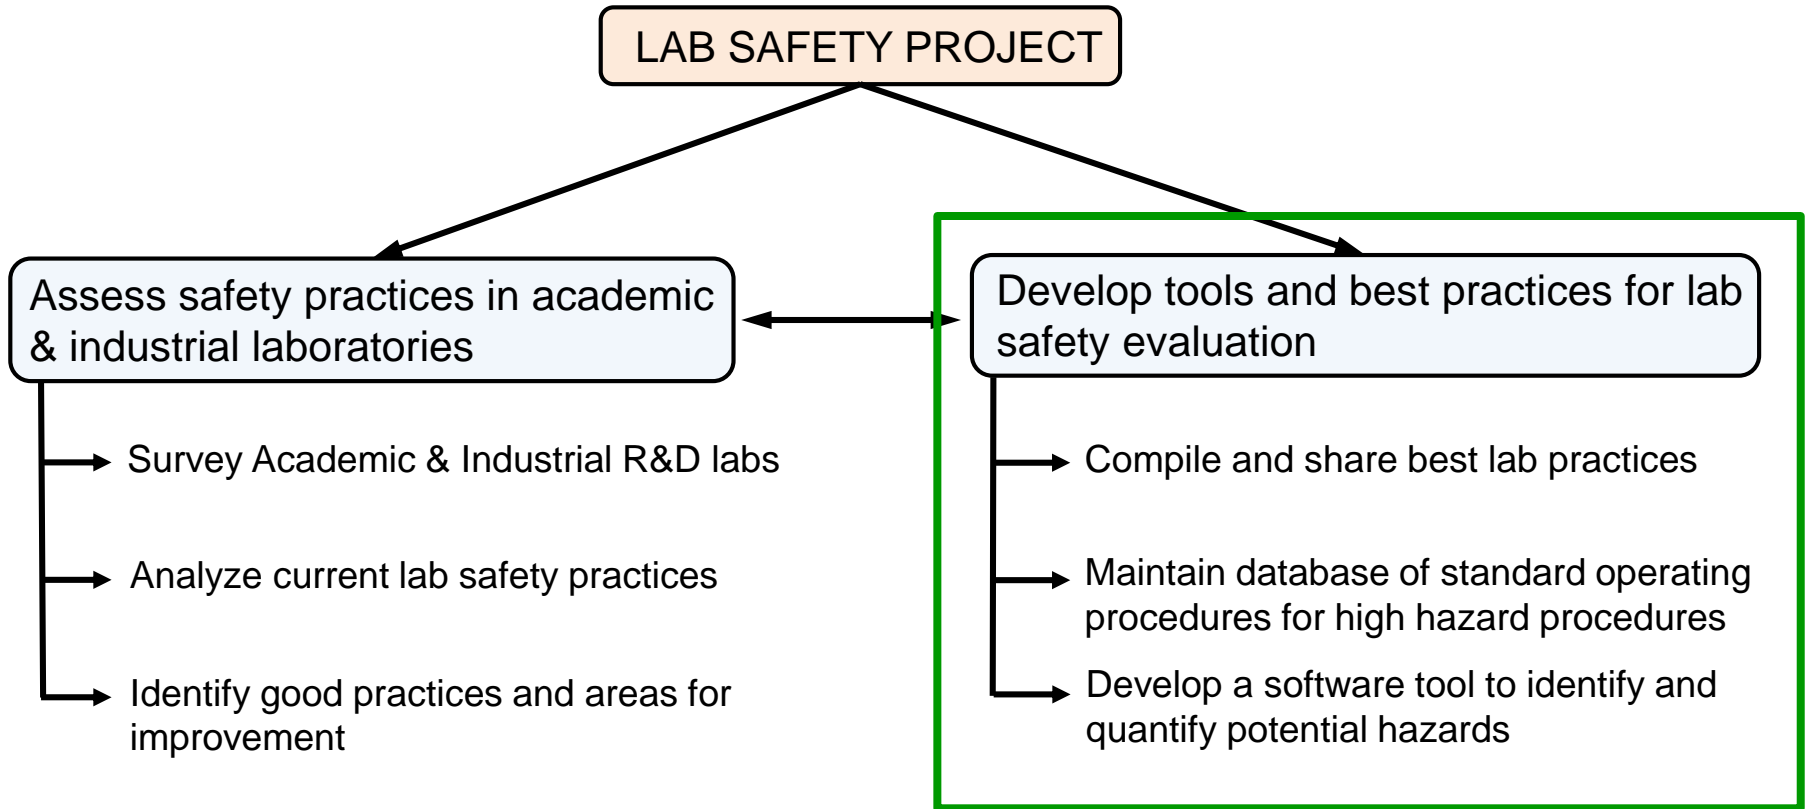 LAB SAFETY PROJECT
Assess safety practices in academic
& industrial laboratories
Survey Academic & Industrial R&D labs
Analyze current lab safety practices
Identify good practices and areas for
improvement
Develop tools and best practices for lab
safety evaluation
Compile and share best lab practices
Maintain database of standard operating
procedures for high hazard procedures
Develop a software tool to identify and
quantify potential hazards